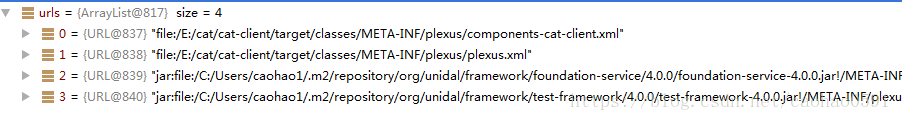 urls = {ArrayList@817} size = 4
0 = {URL@837} "file:/E:/cat/cat-client/target/classes/META-INF/plexus/components-cat-client.xml"
1 = {URL@838} "file:/E:/cat/cat-client/target/classes/META-INF/plexus/plexus.xml"
2 = {URL@839} "jar:file:/C:/Users/caohao1/.m2/repository/org/unidal/framework/foundation-service/4.0.0/foundation-service-4.0.0.jar!/META-INF
3 = {URL@840} "jar:file:/C:/Users/caohao1/.m2/repository/org/unidal/framework/test-framework/4.0.0/test-framework-4.0.0.jar!/META-INF/plexu